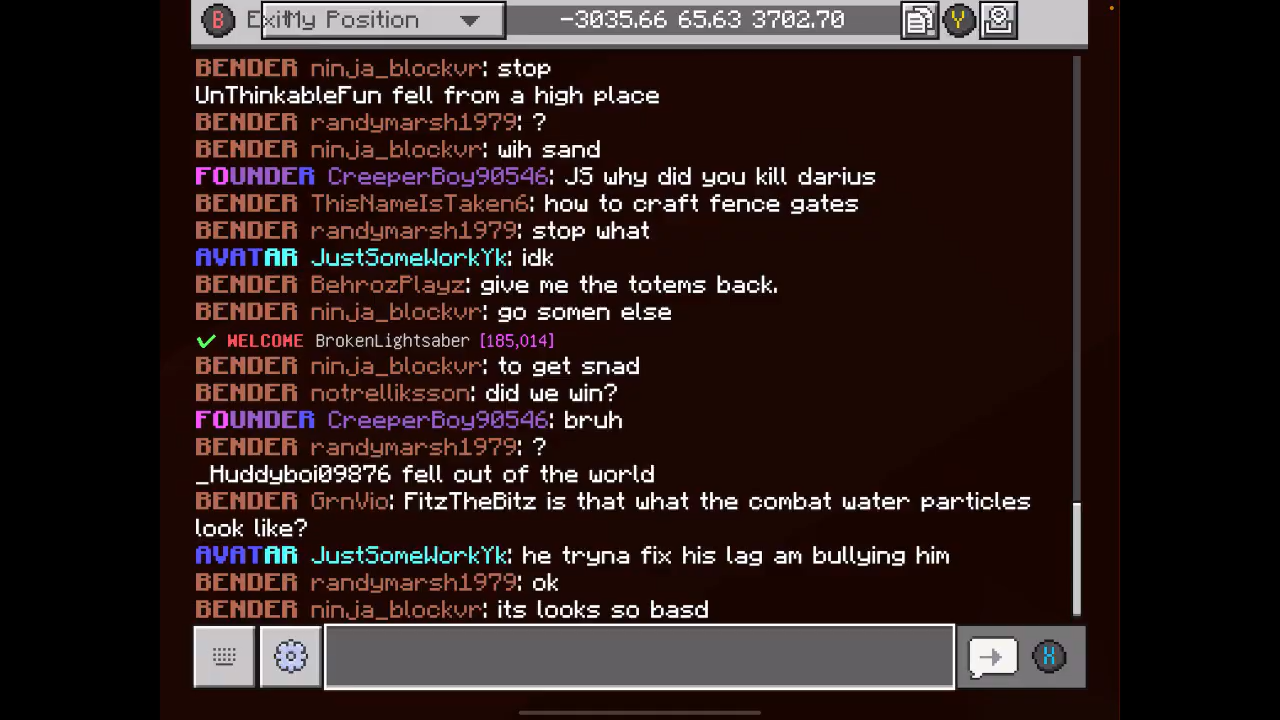 B Exit My Position -3035.66 65.63 3702.70 Y
BENDER ninja_blockvr: stop
UnThinkableFun fell from a high place
BENDER randymarsh1979: ?
BENDER ninja_blockvr: wih sand
FOUNDER CreeperBoy90546: JS why did you kill darius
BENDER ThisNameIsTaken6: how to craft fence gates
BENDER randymarsh1979: stop what
AVATAR JustSomeWorkYk: idk
BENDER BehrozPlayz: give me the totems back.
BENDER ninja_blockvr: go somen else
✓ WELCOME BrokenLightsaber [185,014]
BENDER ninja_blockvr: to get snad
BENDER notrelliksson: did we win?
FOUNDER CreeperBoy90546: bruh
BENDER randymarsh1979: ?
_Huddyboi09876 fell out of the world
BENDER GrnVio: FitzTheBitz is that what the combat water particles
look like?
AVATAR JustSomeWorkYk: he tryna fix his lag am bullying him
BENDER randymarsh1979: ok
BENDER ninja_blockvr: its looks so basd
X